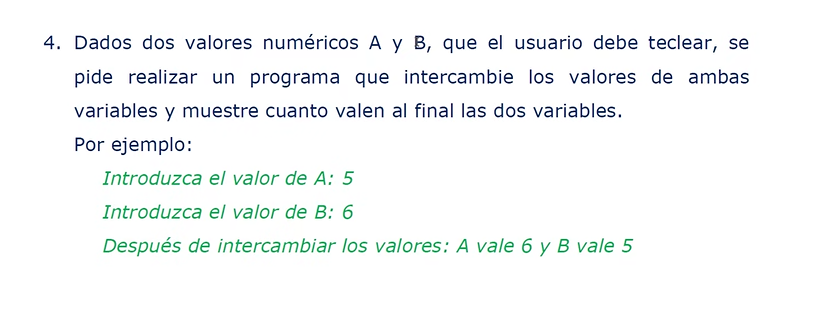 4. Dados dos valores numéricos A y B, que el usuario debe teclear, se
pide realizar un programa que intercambie los valores de ambas
variables y muestre cuanto valen al final las dos variables.
Por ejemplo:
Introduzca el valor de A: 5
Introduzca el valor de B: 6
Después de intercambiar los valores: A vale 6 y B vale 5